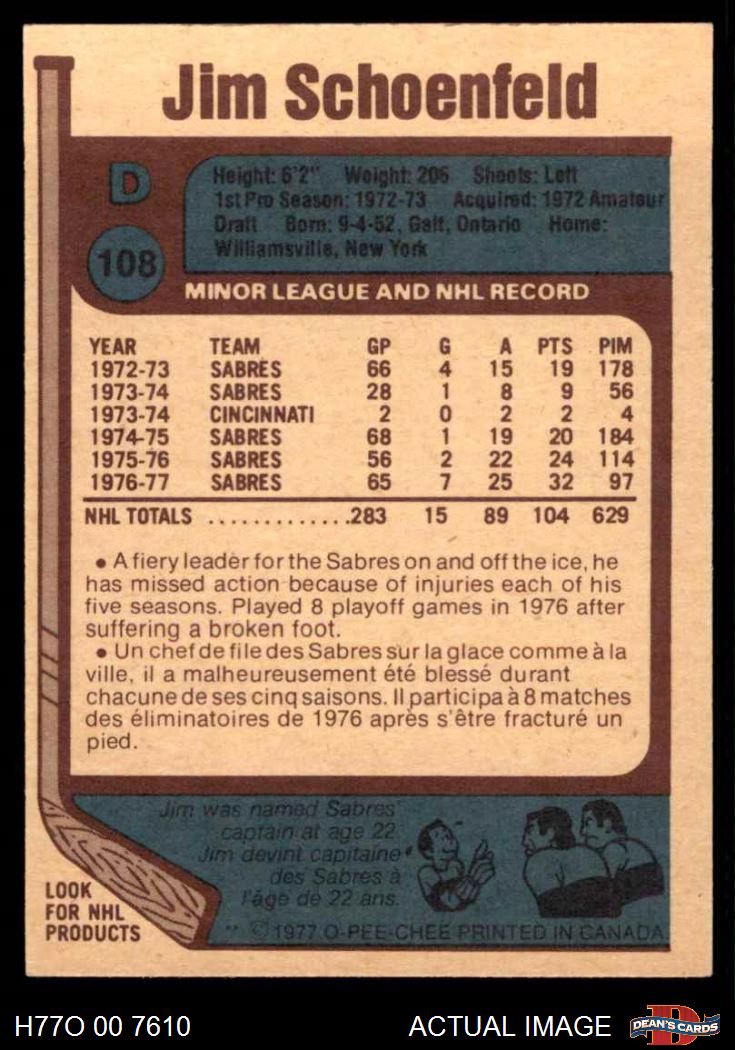 Jim Schoenfeld
D
108
Height: 6'2" Weight: 206 Shoots: Left
1st Pro Season: 1972-73 Acquired: 1972 Amateur
Draft Born: 9-4-52, Galt, Ontario Home:
Williamsville, New York
MINOR LEAGUE AND NHL RECORD
YEAR TEAM GP G A PTS PIM
1972-73 SABRES 66 4 15 19 178
1973-74 SABRES 28 1 8 9 56
1973-74 CINCINNATI 2 0 2 2 4
1974-75 SABRES 68 1 19 20 184
1975-76 SABRES 56 2 22 24 114
1976-77 SABRES 65 7 25 32 97
NHL TOTALS .............283 15 89 104 629
• A fiery leader for the Sabres on and off the ice, he
has missed action because of injuries each of his
five seasons. Played 8 playoff games in 1976 after
suffering a broken foot.
• Un chef de file des Sabres sur la glace comme à la
ville, il a malheureusement été blessé durant
chacune de ses cinq saisons. Il participa à 8 matches
des éliminatoires de 1976 après s'être fracturé un
pied.
Jim was named Sabres'
captain at age 22
Jim devint capitaine
des Sabres à
l'âge de 22 ans.
LOOK
FOR NHL
PRODUCTS
** © 1977 O-PEE-CHEE PRINTED IN CANADA
H77O 00 7610
ACTUAL IMAGE
D
DEAN'S CARDS